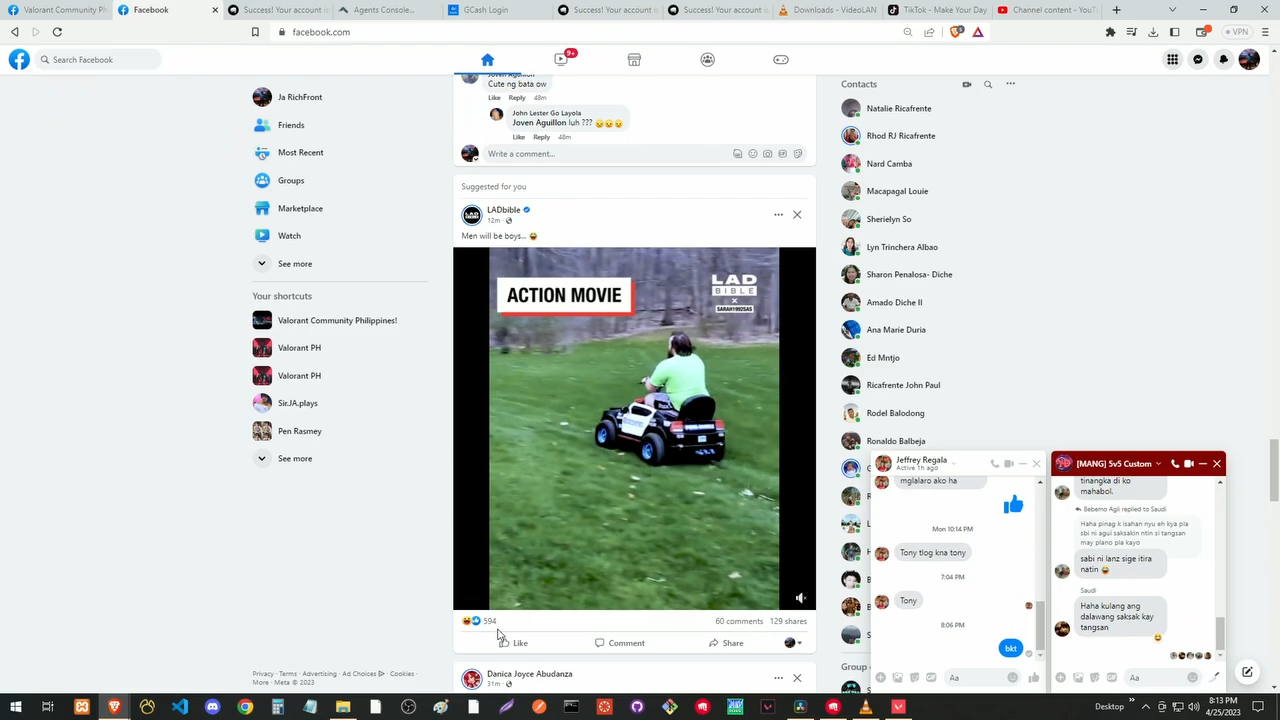 Valorant Community Ph
Facebook
Success! Your account is
Agents Console...
GCash Login
Success! Your account is
Success! Your account is
Downloads - VideoLAN
TikTok - Make Your Day
Channel content - YouT
facebook.com
VPN
Search Facebook
9+
Ja RichFront
Friends
Most Recent
Groups
Marketplace
Watch
See more
Your shortcuts
Valorant Community Philippines!
Valorant PH
Valorant PH
Sir.JA.plays
Pen Rasmey
See more
Privacy · Terms · Advertising · Ad Choices · Cookies ·
More · Meta © 2023
Cute ng bata ow
Like Reply 48m
John Lester Go Layola
Joven Aguillon luh ??? 😖😖😖
Like Reply 48m
Write a comment...
Suggested for you
LADbible
12m ·
Men will be boys... 😂
ACTION MOVIE
LAD
BIBLE
X
SARAH1992SAS
594
60 comments 129 shares
Like Comment Share
Danica Joyce Abudanza
31m ·
Contacts
Natalie Ricafrente
Rhod RJ Ricafrente
Nard Camba
Macapagal Louie
Sherielyn So
Lyn Trinchera Albao
Sharon Penalosa- Diche
Amado Diche II
Ana Marie Duria
Ed Mntjo
Ricafrente John Paul
Rodel Balodong
Ronaldo Balbeja
Group
Jeffrey Regala
Active 1h ago
mglalaro ako ha
Mon 10:14 PM
Tony tlog kna tony
7:04 PM
Tony
8:06 PM
bkt
Aa
[MANG] 5v5 Custom
tinangka di ko
mahabol.
Bebemo Agii replied to Saudi
Haha pinag k isahan nyu eh kya pla
sbi ni agui saksakin ntin si tangsan
may plano pla kayo
sabi ni lanz sige itira
natin 😂
Saudi
Haha kulang ang
dalawang saksak kay
tangsan
Aa
Desktop
8:13 PM
4/25/2023